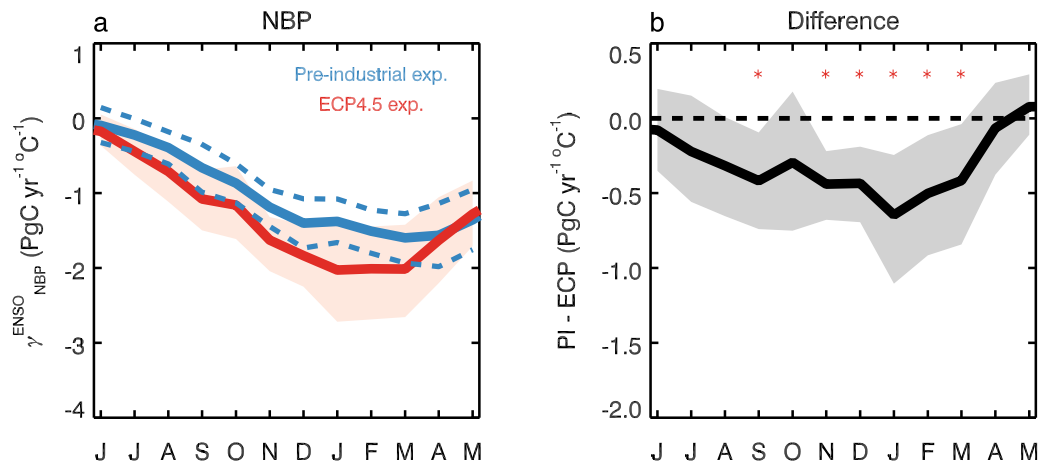 a NBP
Pre-industrial exp.
ECP4.5 exp.
1
0
-1
-2
-3
-4
γ^ENSO_NBP (PgC yr⁻¹ °C⁻¹)
J J A S O N D J F M A M
b Difference
* * * * * *
0.5
0.0
-0.5
-1.0
-1.5
-2.0
PI - ECP (PgC yr⁻¹ °C⁻¹)
J J A S O N D J F M A M